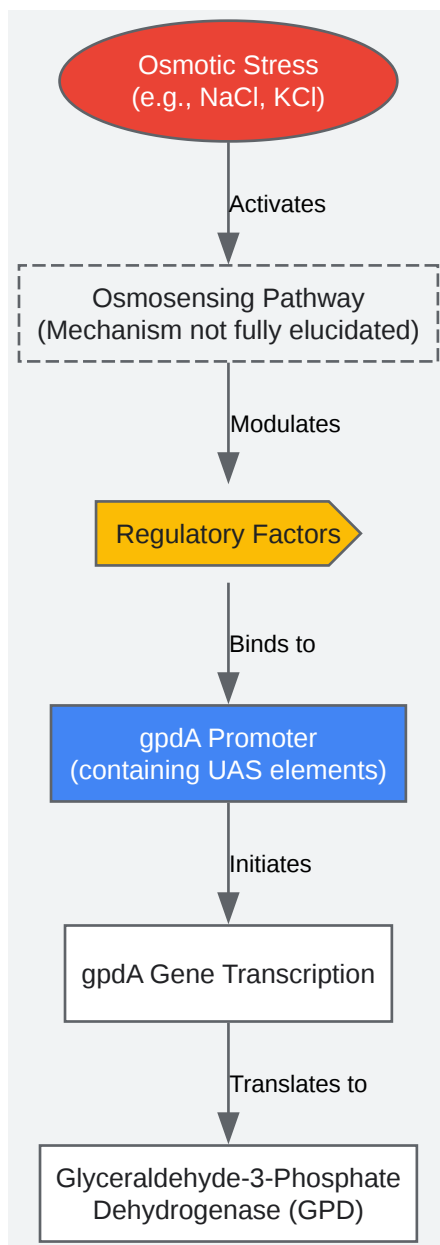 Osmotic Stress
(e.g., NaCl, KCl)
Activates
Osmosensing Pathway
(Mechanism not fully elucidated)
Modulates
Regulatory Factors
Binds to
gpdA Promoter
(containing UAS elements)
Initiates
gpdA Gene Transcription
Translates to
Glyceraldehyde-3-Phosphate
Dehydrogenase (GPD)